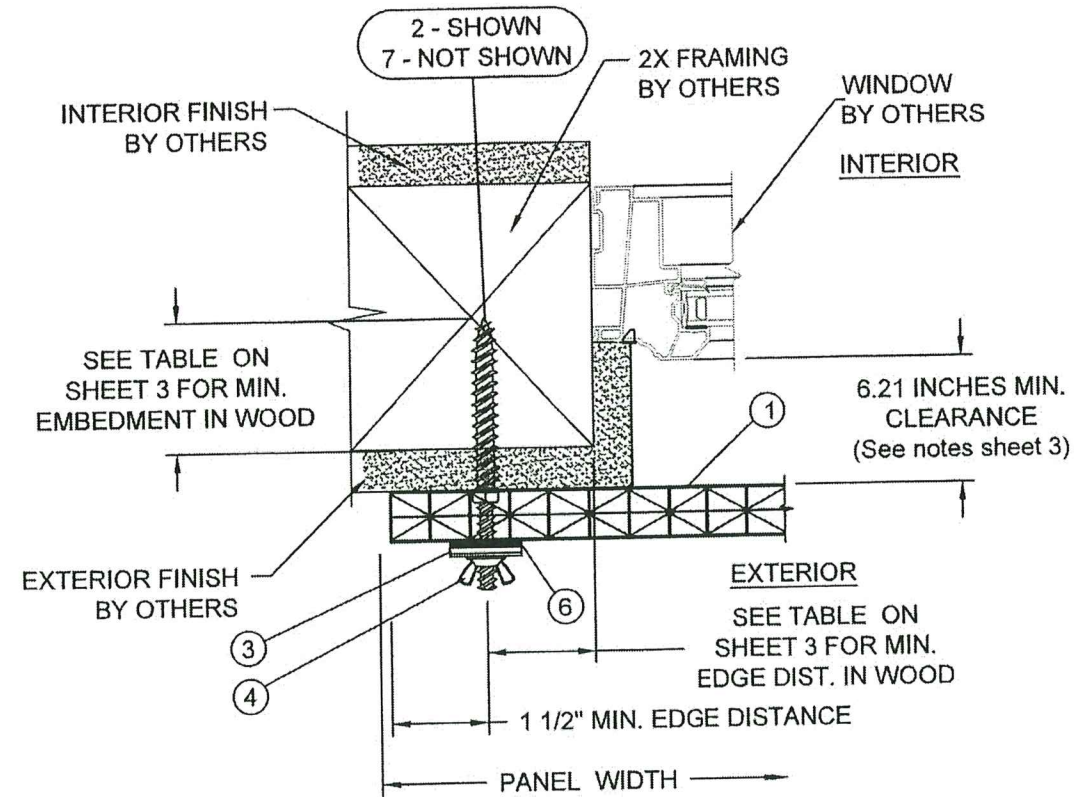 2 - SHOWN
7 - NOT SHOWN
2X FRAMING
BY OTHERS
WINDOW
BY OTHERS
INTERIOR FINISH
BY OTHERS
INTERIOR
SEE TABLE ON
SHEET 3 FOR MIN.
EMBEDMENT IN WOOD
6.21 INCHES MIN.
CLEARANCE
(See notes sheet 3)
1
EXTERIOR FINISH
BY OTHERS
3
4
6
EXTERIOR
SEE TABLE ON
SHEET 3 FOR MIN.
EDGE DIST. IN WOOD
1 1/2" MIN. EDGE DISTANCE
PANEL WIDTH